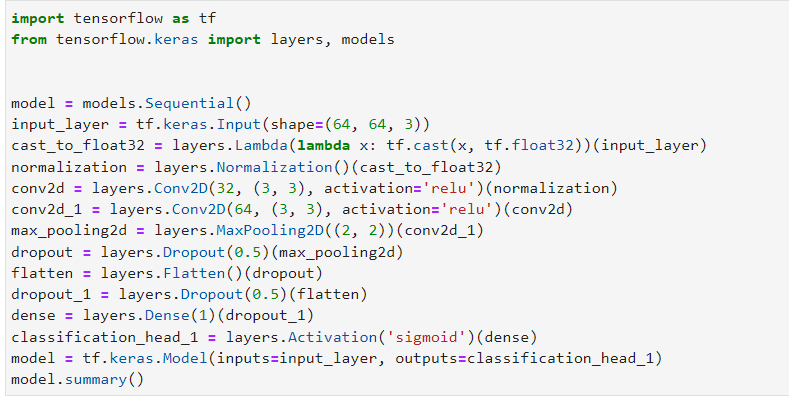 import tensorflow as tf
from tensorflow.keras import layers, models
model = models.Sequential()
input_layer = tf.keras.Input(shape=(64, 64, 3))
cast_to_float32 = layers.Lambda(lambda x: tf.cast(x, tf.float32))(input_layer)
normalization = layers.Normalization()(cast_to_float32)
conv2d = layers.Conv2D(32, (3, 3), activation='relu')(normalization)
conv2d_1 = layers.Conv2D(64, (3, 3), activation='relu')(conv2d)
max_pooling2d = layers.MaxPooling2D((2, 2))(conv2d_1)
dropout = layers.Dropout(0.5)(max_pooling2d)
flatten = layers.Flatten()(dropout)
dropout_1 = layers.Dropout(0.5)(flatten)
dense = layers.Dense(1)(dropout_1)
classification_head_1 = layers.Activation('sigmoid')(dense)
model = tf.keras.Model(inputs=input_layer, outputs=classification_head_1)
model.summary()